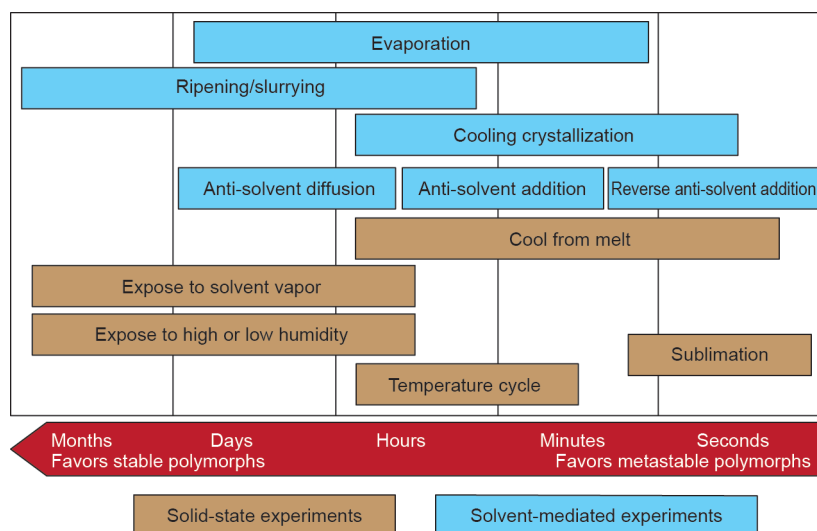 Evaporation
Ripening/slurrying
Cooling crystallization
Anti-solvent diffusion
Anti-solvent addition
Reverse anti-solvent addition
Cool from melt
Expose to solvent vapor
Expose to high or low humidity
Sublimation
Temperature cycle
Months Days Hours Minutes Seconds
Favors stable polymorphs Favors metastable polymorphs
Solid-state experiments
Solvent-mediated experiments